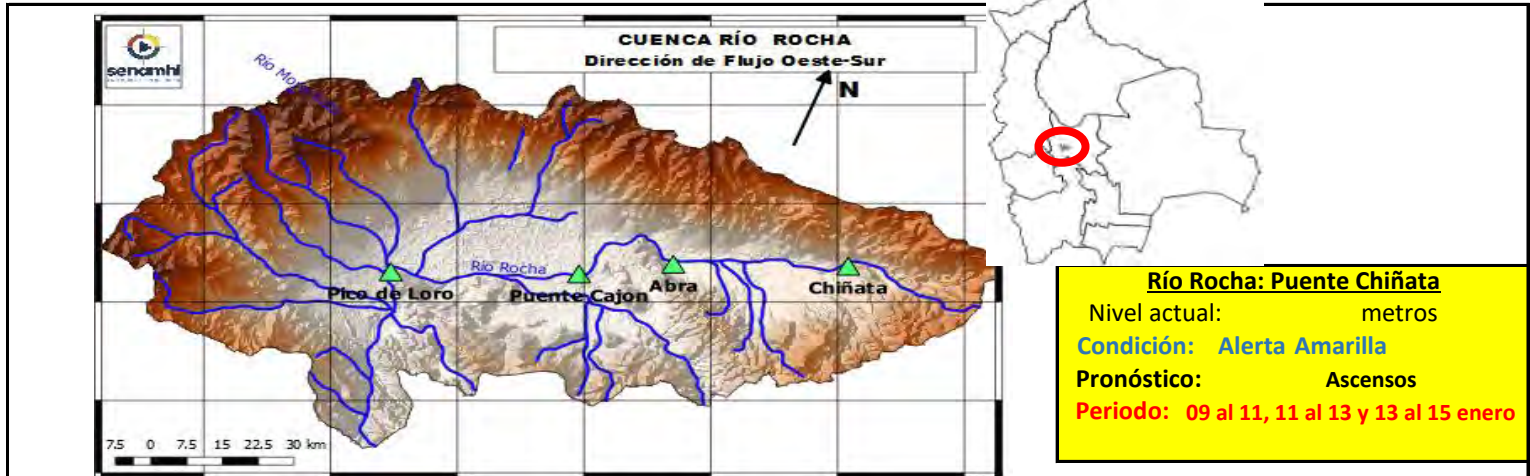 senamhi
CUENCA RÍO ROCHA
Dirección de Flujo Oeste-Sur
N
Río
Río Rocha
Pico de Loro
Puente Cajon
Abra
Chiñata
7.5 0 7.5 15 22.5 30 km
Río Rocha: Puente Chiñata
Nivel actual: metros
Condición: Alerta Amarilla
Pronóstico: Ascensos
Periodo: 09 al 11, 11 al 13 y 13 al 15 enero